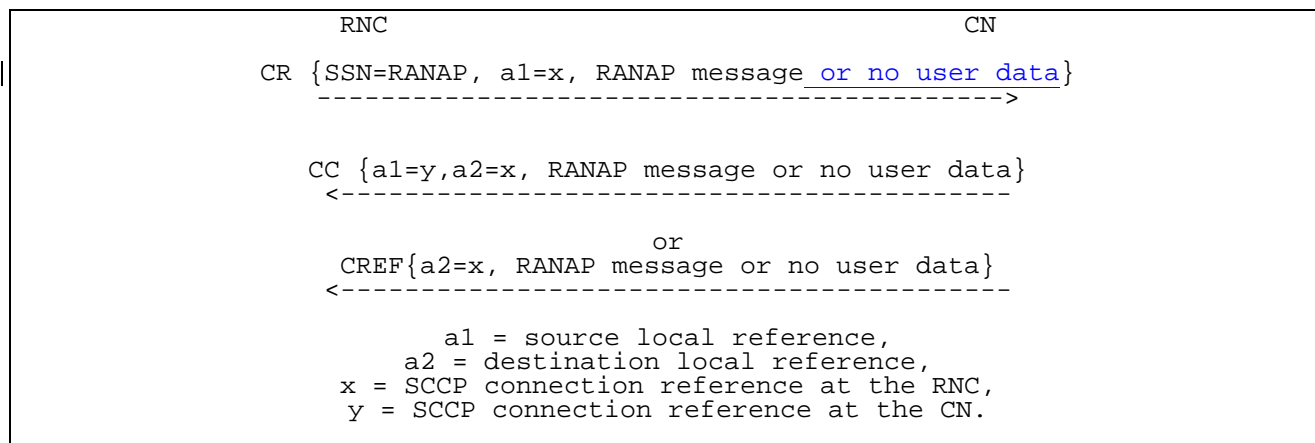 RNC CN
CR {SSN=RANAP, a1=x, RANAP message or no user data}
------------------------------------------->
CC {a1=y,a2=x, RANAP message or no user data}
<------------------------------------------
or
CREF{a2=x, RANAP message or no user data}
<------------------------------------------
a1 = source local reference,
a2 = destination local reference,
x = SCCP connection reference at the RNC,
y = SCCP connection reference at the CN.